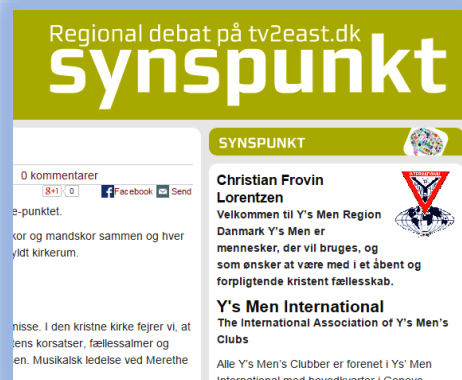 Regional debat på tv2east.dk
synspunkt
0 kommentarer
g+1 0 Facebook Send
e-punktet.
kor og mandskor sammen og hver
yldt kirkerum.
nisse. I den kristne kirke fejrer vi, at
tens korsatser, fællessalmer og
sen. Musikalsk ledelse ved Merethe
SYNSPUNKT
Christian Frovin
Lorentzen
Velkommen til Y's Men Region
Danmark Y's Men er
mennesker, der vil bruges, og
som ønsker at være med i et åbent og
forpligtende kristent fællesskab.
Y's Men International
The International Association of Y's Men's
Clubs
Alle Y's Men's Clubber er forenet i Ys' Men
International med hovedkvarter i Geneve